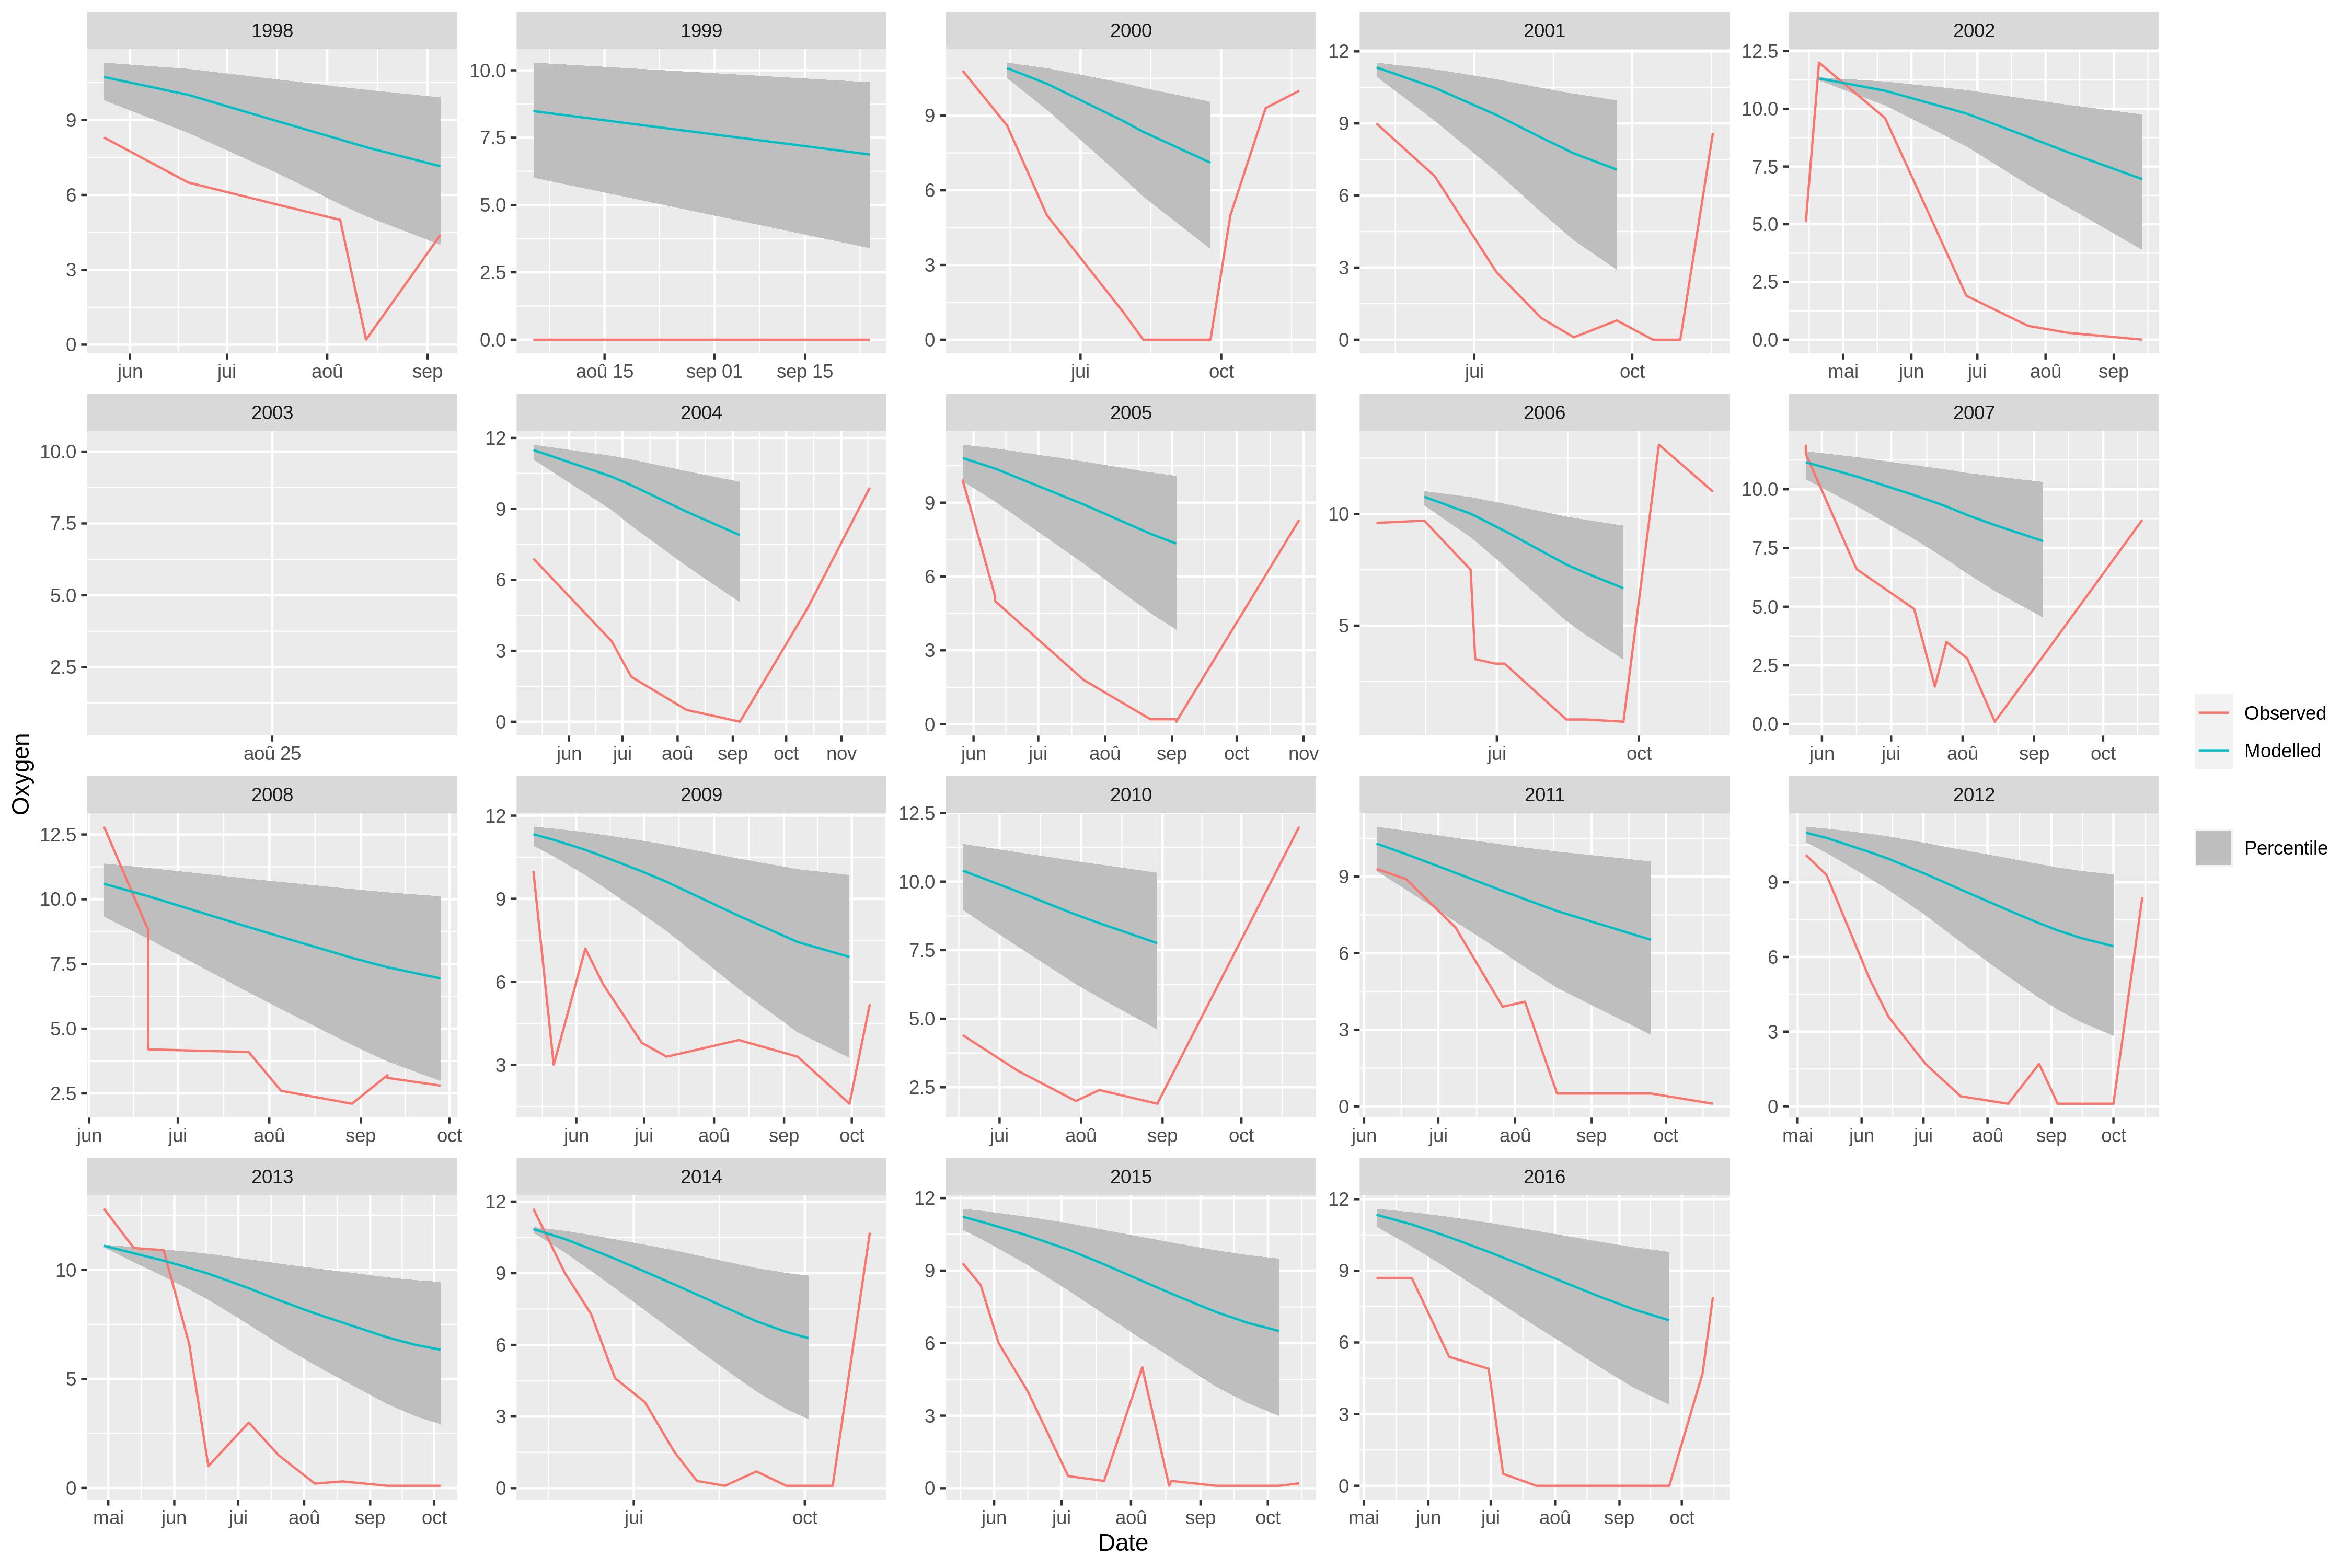 1998 1999 2000 2001 2002
9 6 3 0
jun jui aoû sep
10.0 7.5 5.0 2.5 0.0
aoû 15 sep 01 sep 15
9 6 3 0
jui oct
12 9 6 3 0
jui oct
12.5 10.0 7.5 5.0 2.5 0.0
mai jun jui aoû sep
2003 2004 2005 2006 2007
10.0 7.5 5.0 2.5
aoû 25
12 9 6 3 0
jun jui aoû sep oct nov
9 6 3 0
jun jui aoû sep oct nov
10 5
jui oct
10.0 7.5 5.0 2.5 0.0
jun jui aoû sep oct
2008 2009 2010 2011 2012
12.5 10.0 7.5 5.0 2.5
jun jui aoû sep oct
12 9 6 3
jun jui aoû sep oct
12.5 10.0 7.5 5.0 2.5
jui aoû sep oct
9 6 3 0
jun jui aoû sep oct
9 6 3 0
mai jun jui aoû sep oct
2013 2014 2015 2016
10 5 0
mai jun jui aoû sep oct
12 9 6 3 0
jui oct
12 9 6 3 0
jun jui aoû sep oct
12 9 6 3 0
mai jun jui aoû sep oct
Oxygen
Date
Observed
Modelled
Percentile